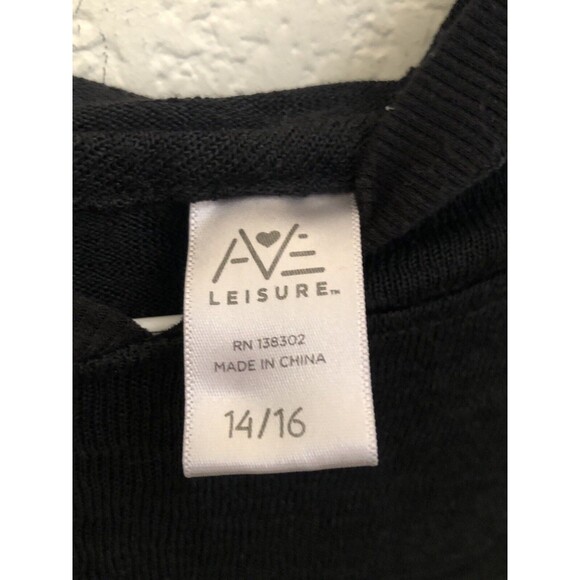 AVE
LEISURE™
RN 138302
MADE IN CHINA
14/16